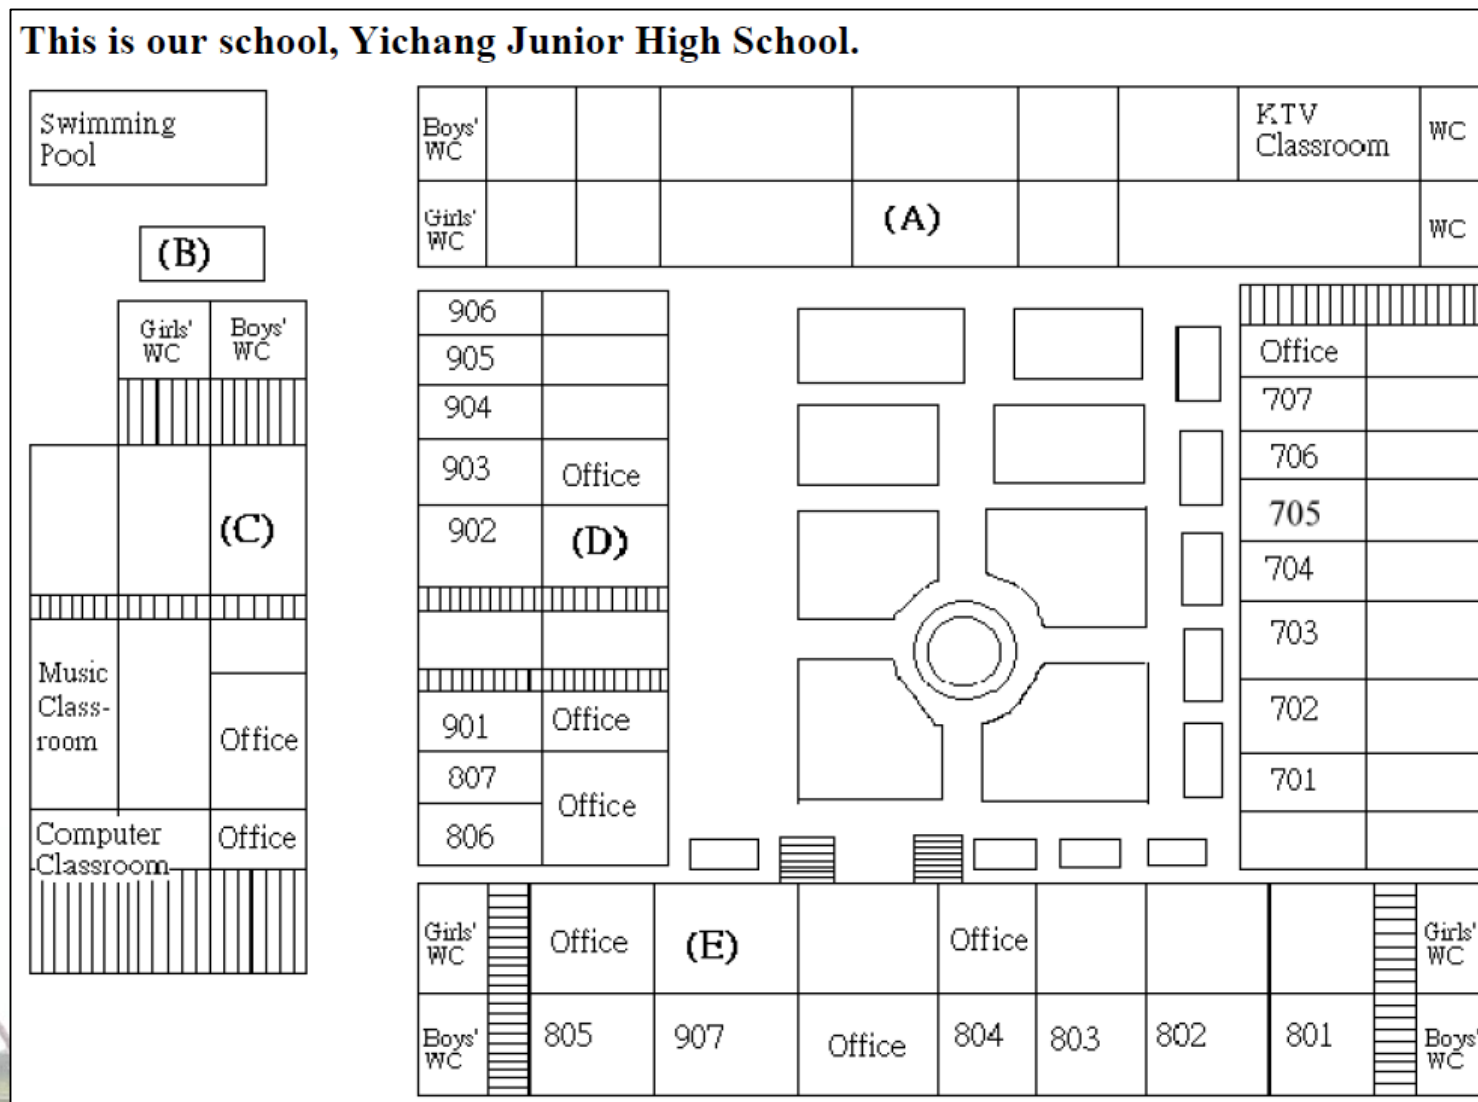 This is our school, Yichang Junior High School.
Swimming
Pool
(B)
Girls'
WC
Boys'
WC
(C)
Music
Class-
room
Office
Computer
Classroom
Office
Boys'
WC
KTV
Classroom
WC
Girls'
WC
(A)
WC
906
905
904
903
Office
902
(D)
901
Office
807
Office
806
Office
707
706
705
704
703
702
701
Girls'
WC
Office
(E)
Office
Girls'
WC
Boys'
WC
805
907
Office
804
803
802
801
Boys'
WC